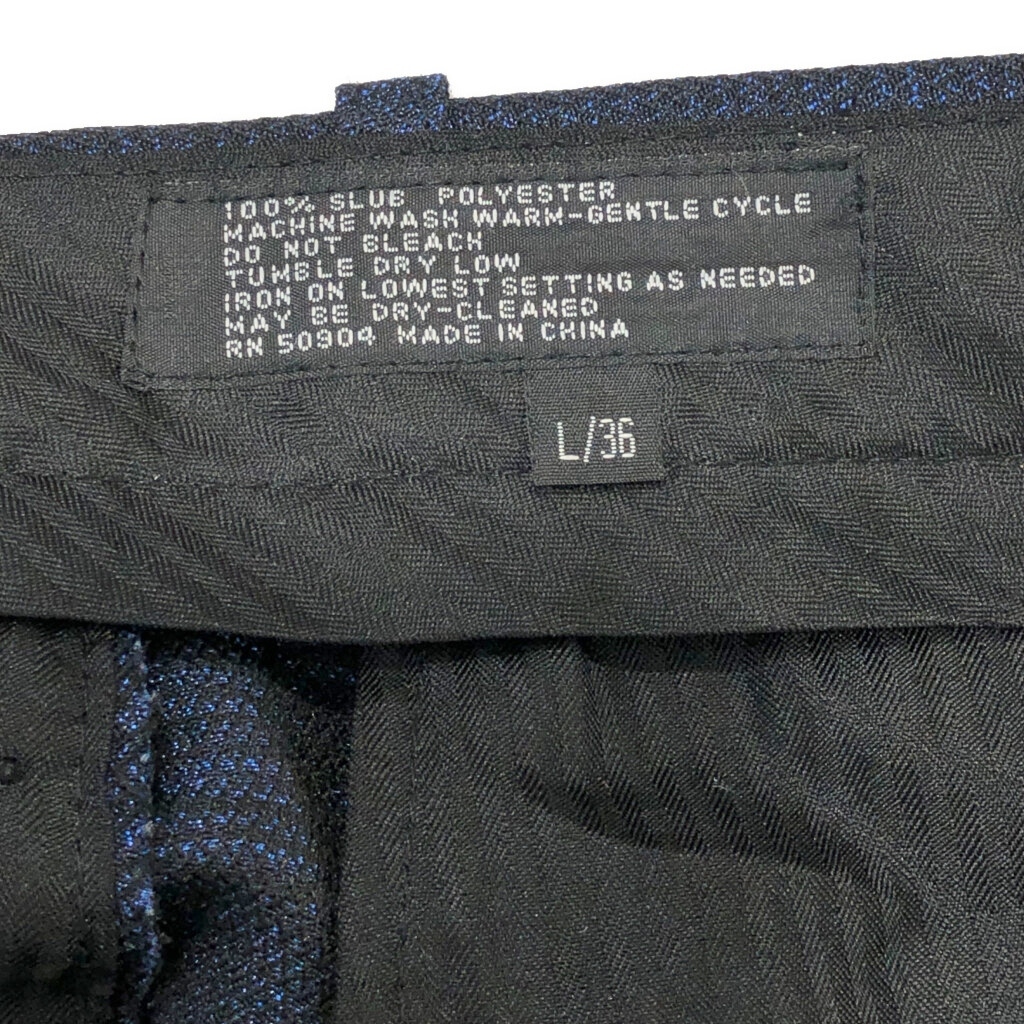 100% SLUB POLYESTER
MACHINE WASH WARM-GENTLE CYCLE
DO NOT BLEACH
TUMBLE DRY LOW
IRON ON LOWEST SETTING AS NEEDED
MAY BE DRY-CLEANED
RN 50904 MADE IN CHINA
L/36